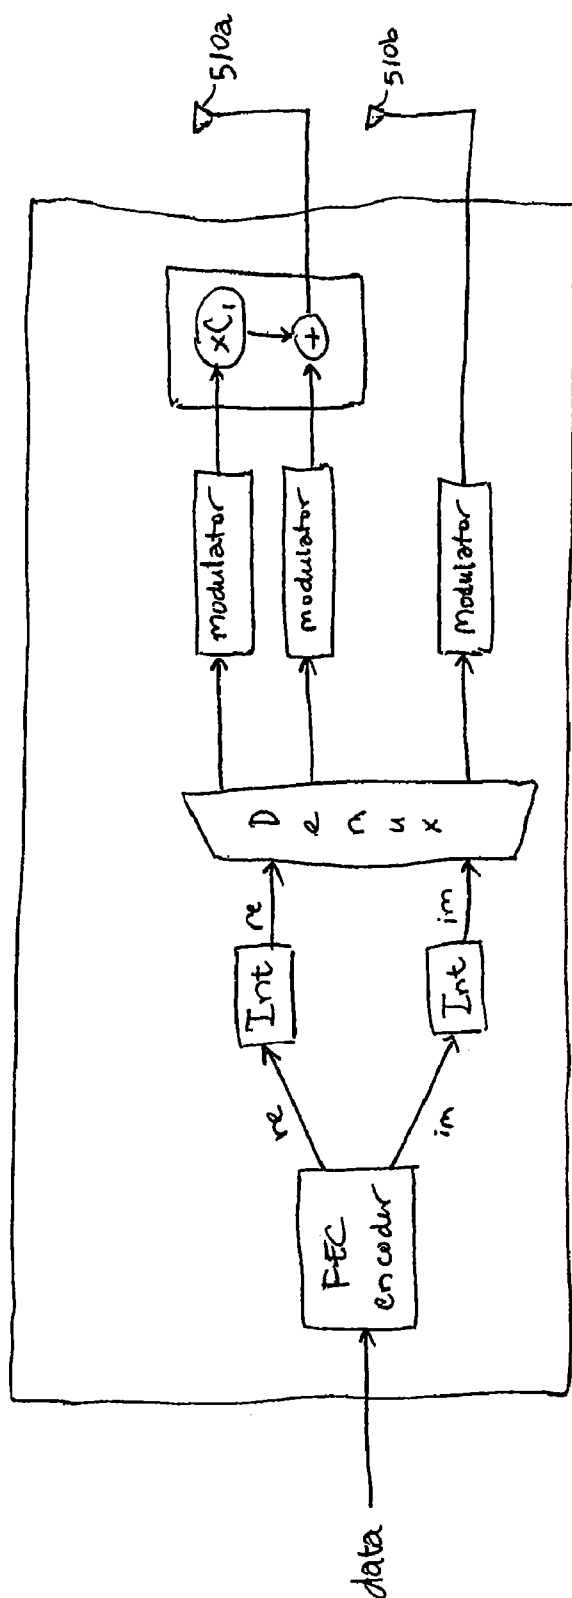 data
FEC
encoder
re
im
Int
Int
re
im
Demux
modulator
modulator
Modulator
xC1
+
510a
510b